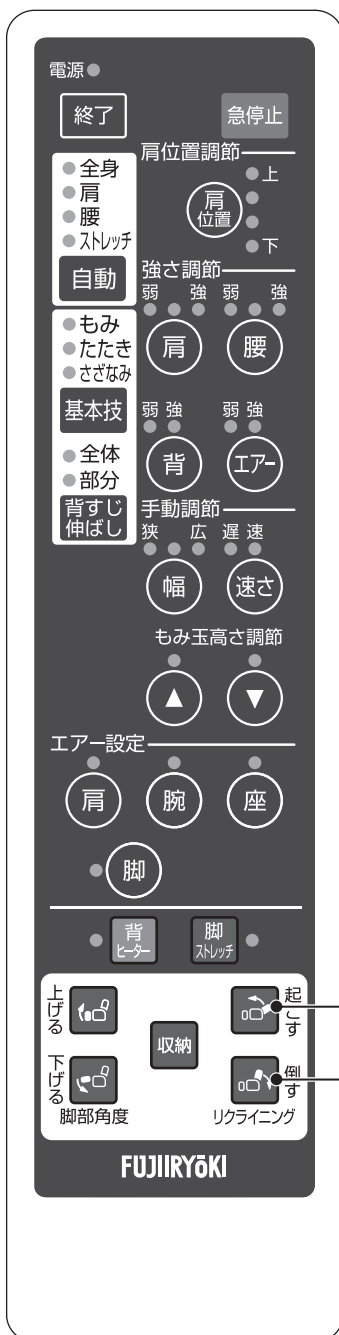 電源
終了
急停止
肩位置調節
全身
肩
腰
ストレッチ
自動
上
肩
位置
下
強さ調節
弱 強 弱 強
肩 腰
もみ
たたき
さざなみ
基本技
弱 強 弱 強
背 エアー
全体
部分
背すじ
伸ばし
手動調節
狭 広 遅 速
幅 速さ
もみ玉高さ調節
▲ ▼
エアー設定
肩 腕 座
脚
背
ヒーター
脚
ストレッチ
上げる
起こす
収納
下げる
倒す
脚部角度
リクライニング
FUJIIRYōKI